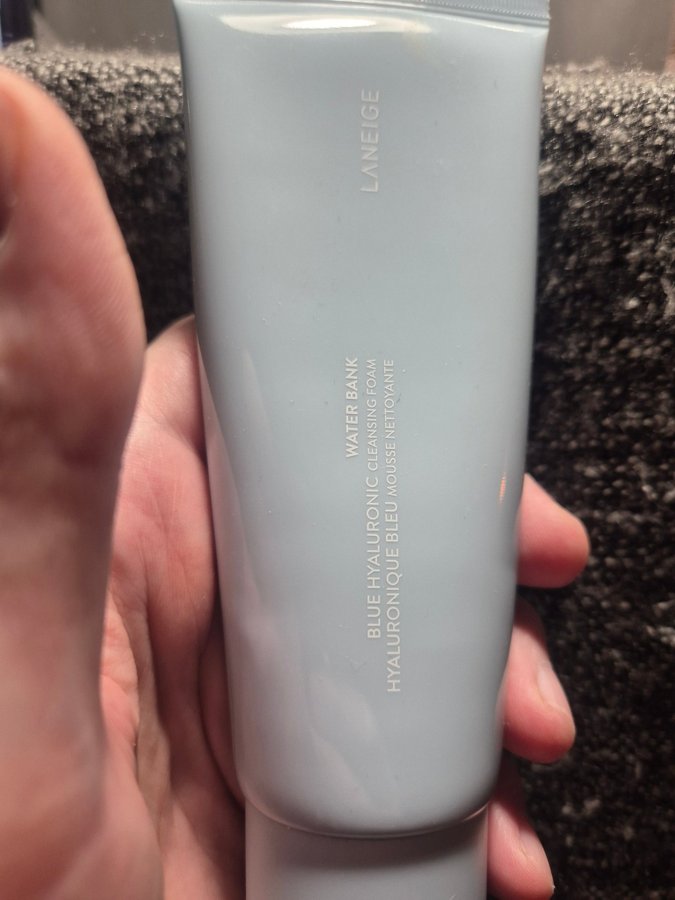 LANEIGE
WATER BANK
BLUE HYALURONIC CLEANSING FOAM
HYALURONIQUE BLEU MOUSSE NETTOYANTE